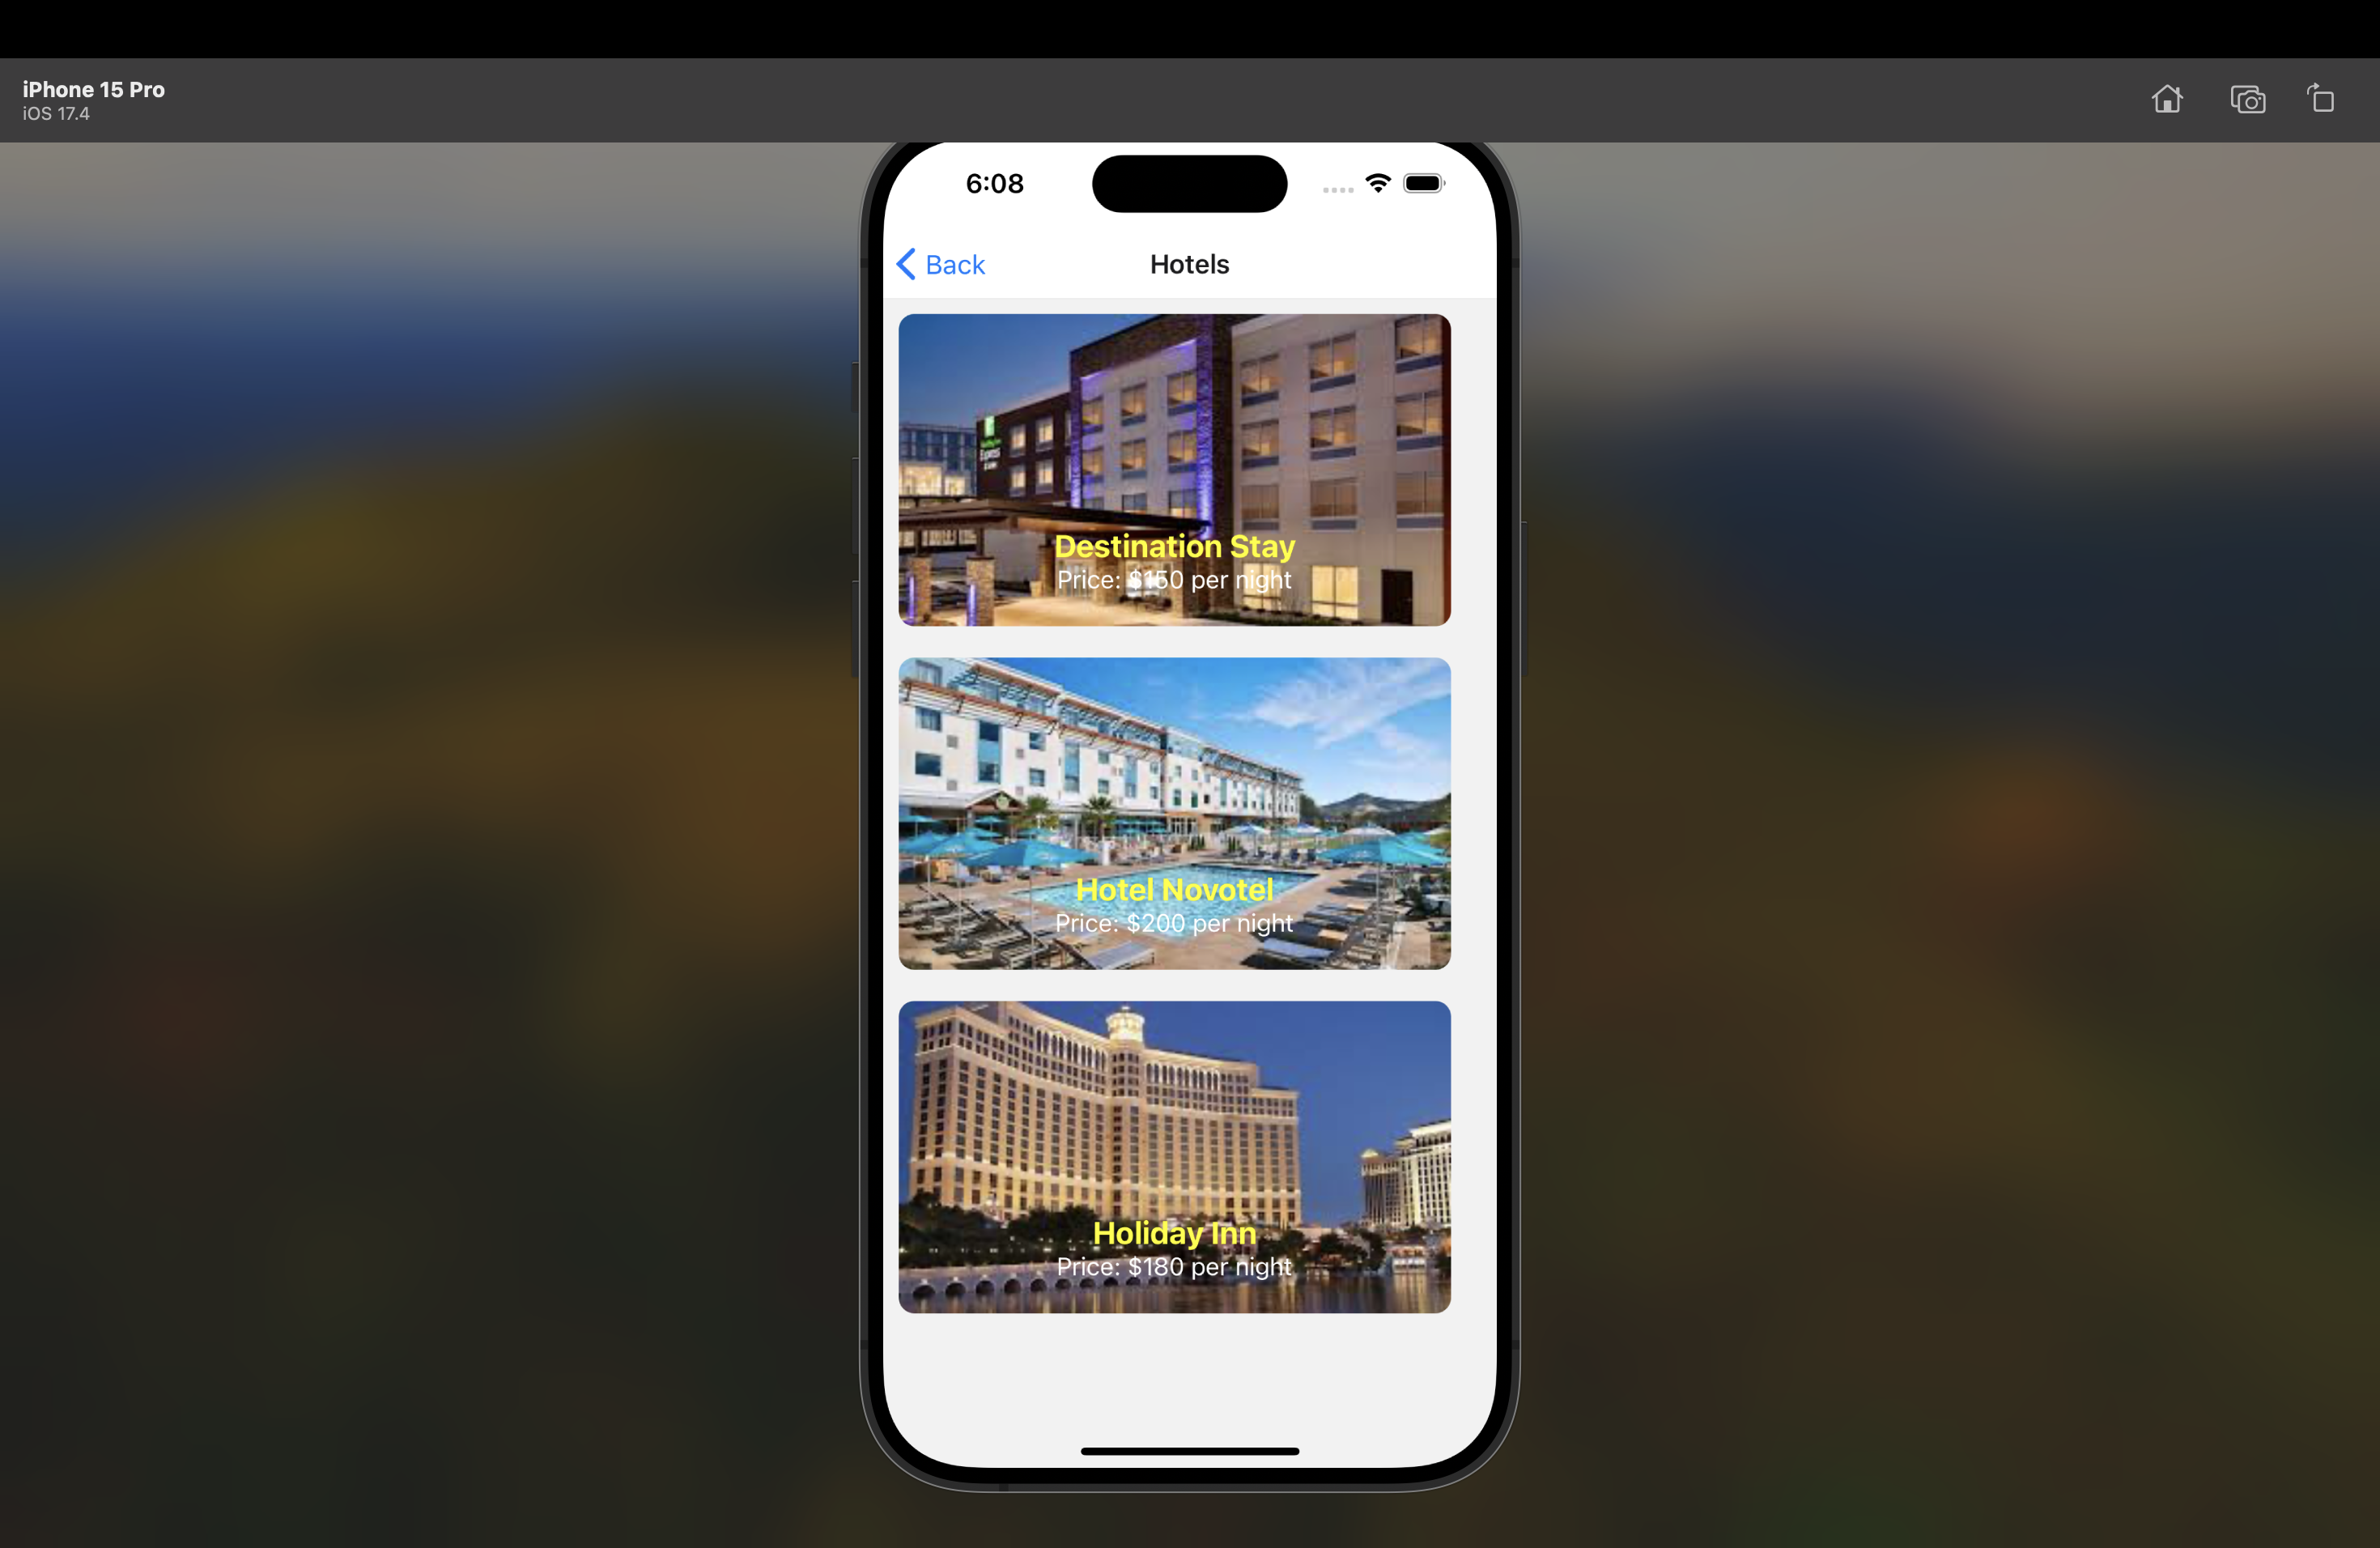 iPhone 15 Pro
iOS 17.4
6:08
Back
Hotels
Express
Destination Stay
Price: $150 per night
Hotel Novotel
Price: $200 per night
Holiday Inn
Price: $180 per night